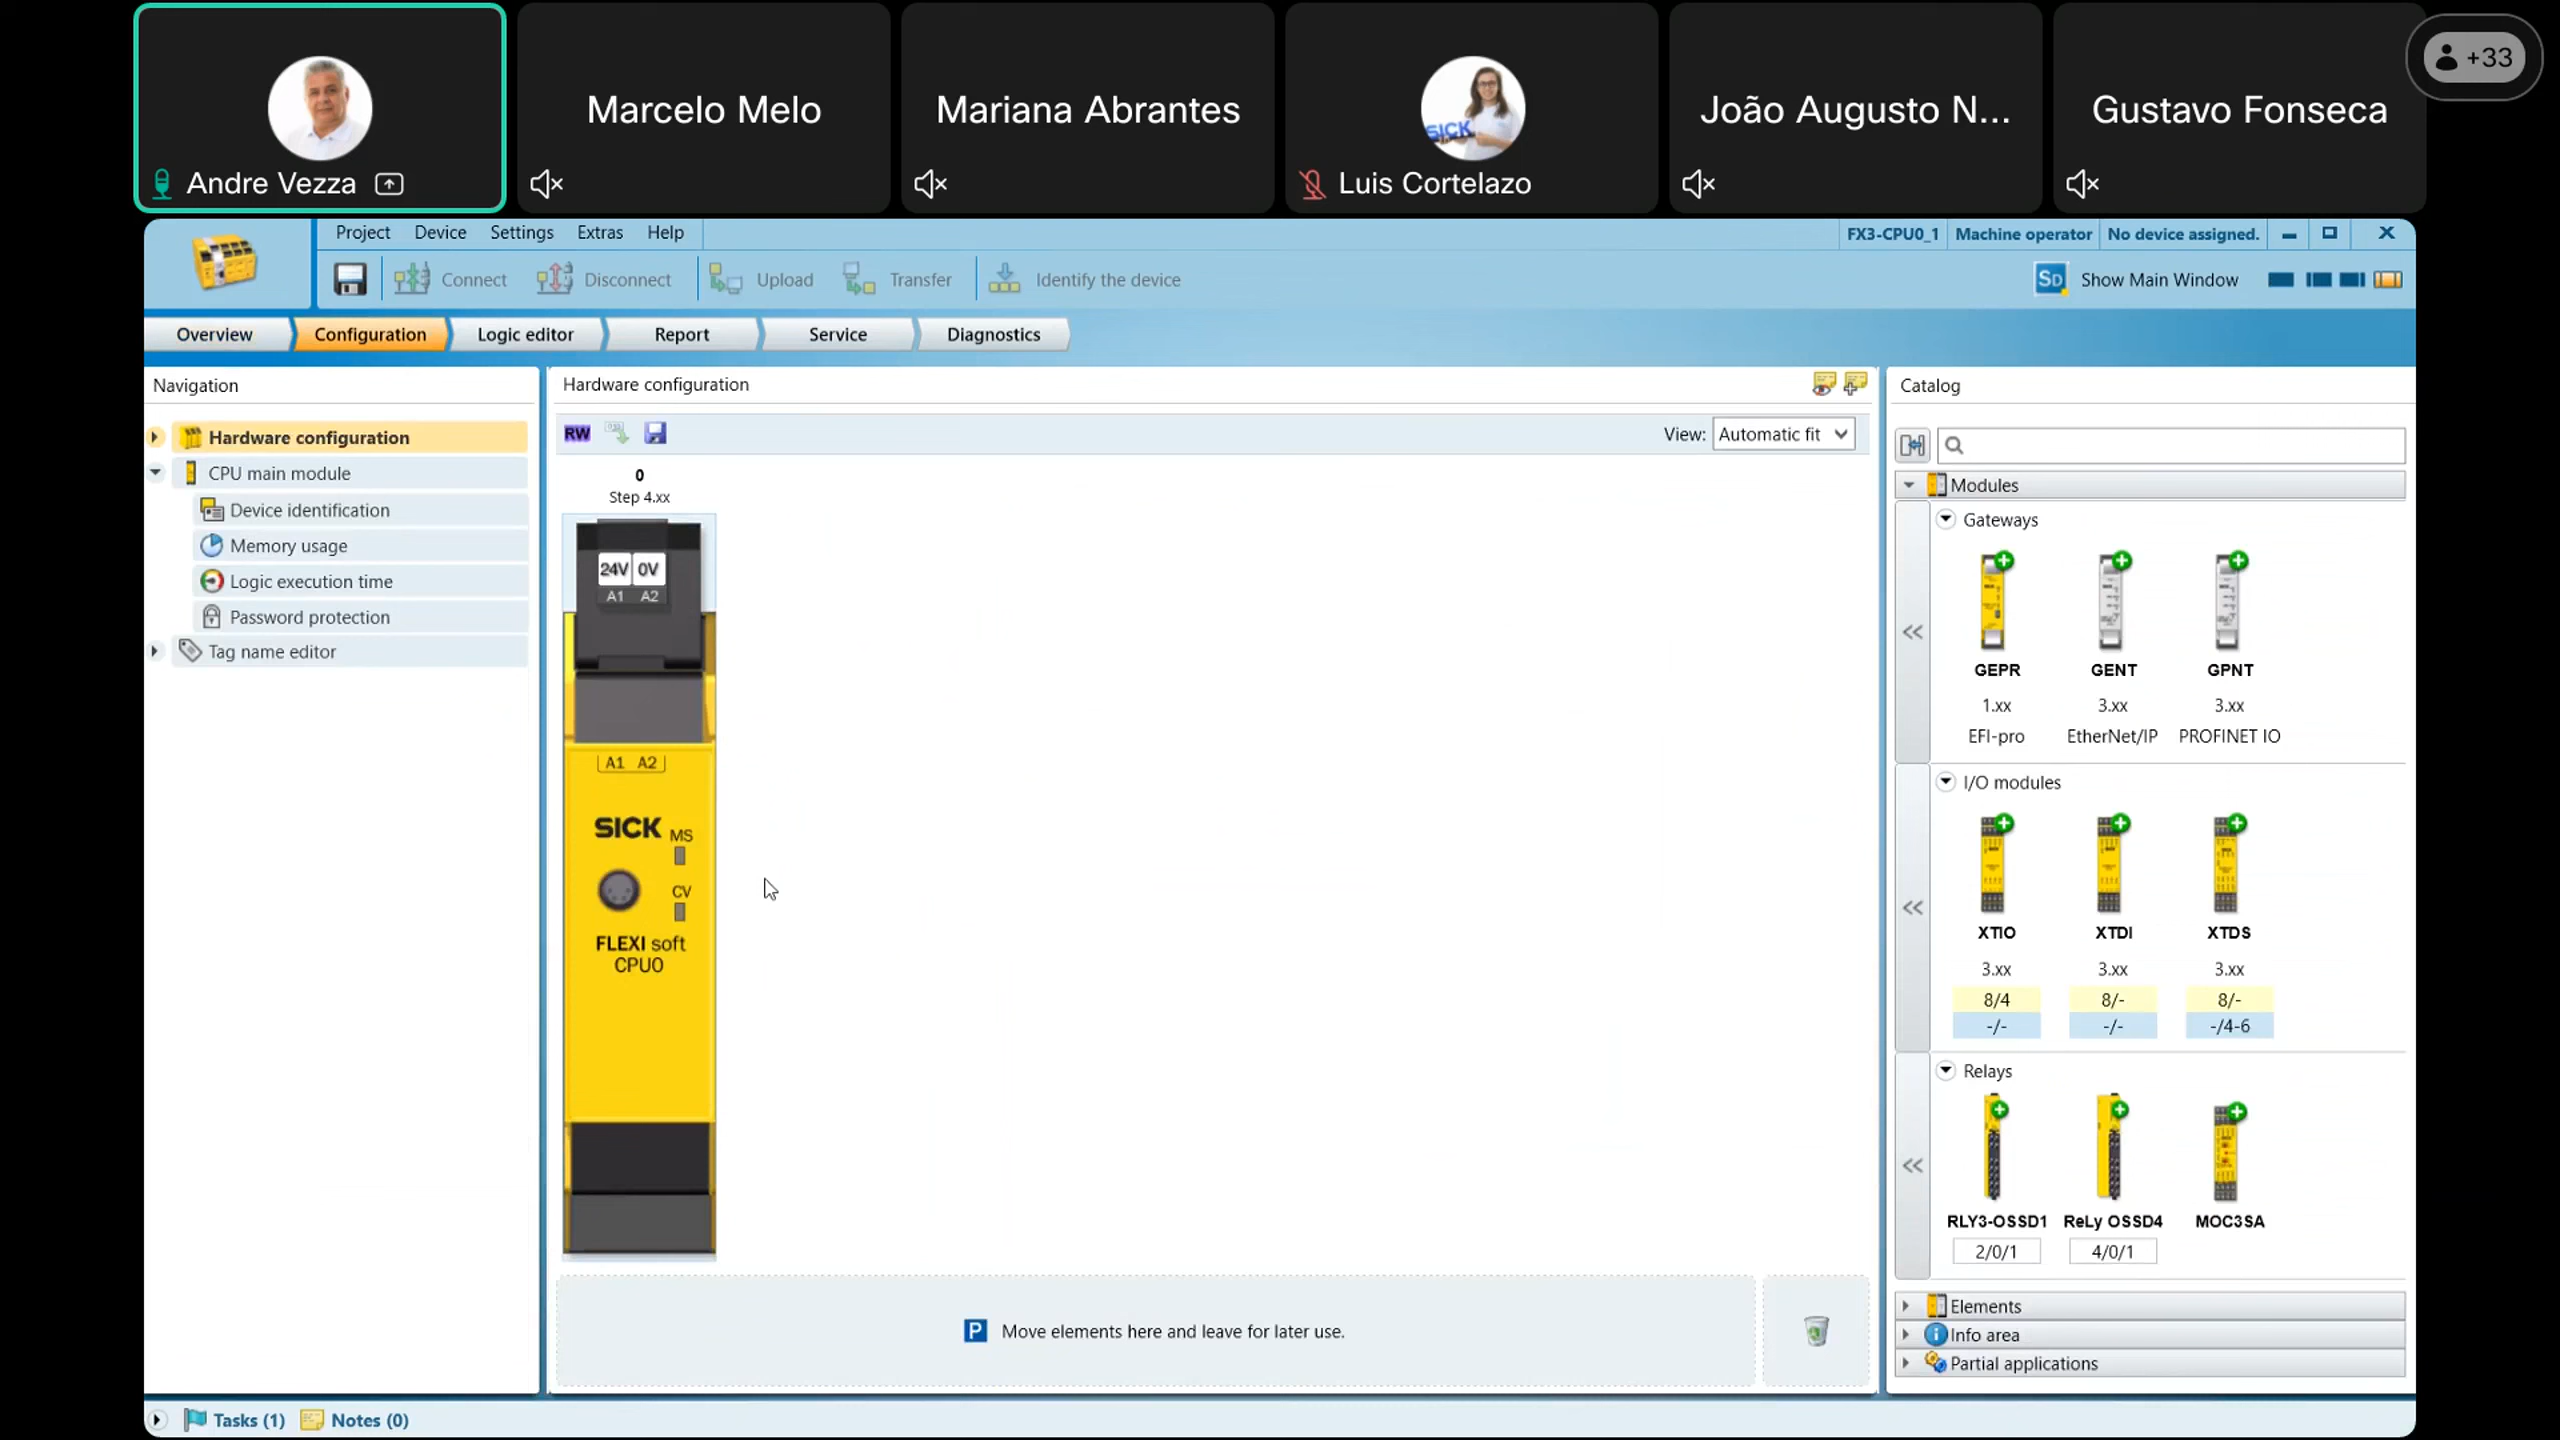 Andre Vezza
Marcelo Melo
Mariana Abrantes
SICK
Luis Cortelazo
João Augusto N...
Gustavo Fonseca
+33
Project Device Settings Extras Help
FX3-CPU0_1 Machine operator No device assigned.
Connect Disconnect Upload Transfer Identify the device
SD Show Main Window
Overview Configuration Logic editor Report Service Diagnostics
Navigation
Hardware configuration
CPU main module
Device identification
Memory usage
Logic execution time
Password protection
Tag name editor
Hardware configuration
RW
View: Automatic fit
0
Step 4.xx
24V 0V
A1 A2
A1 A2
SICK
MS
CV
FLEXI soft
CPU0
P Move elements here and leave for later use.
Catalog
Modules
Gateways
GEPR GENT GPNT
1.xx 3.xx 3.xx
EFI-pro EtherNet/IP PROFINET IO
I/O modules
XTIO XTDI XTDS
3.xx 3.xx 3.xx
8/4 8/- 8/-
-/- -/- -/4-6
Relays
RLY3-OSSD1 ReLy OSSD4 MOC3SA
2/0/1 4/0/1
Elements
Info area
Partial applications
Tasks (1) Notes (0)